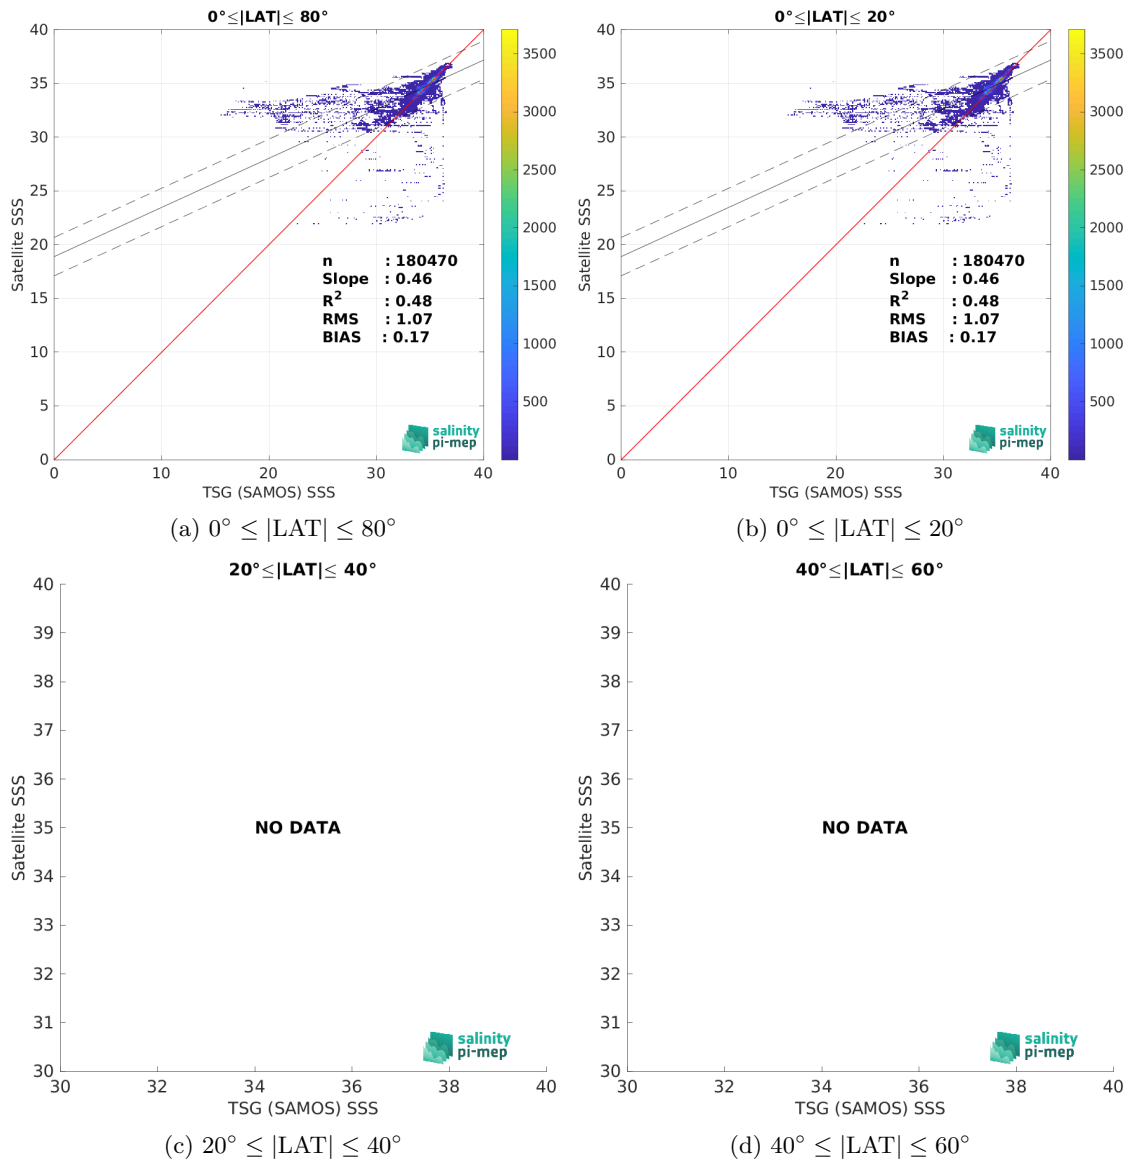 0°≤|LAT|≤ 80°
40
35
30
25
20
15
10
5
0
0
10
20
30
40
Satellite SSS
TSG (SAMOS) SSS
n : 180470
Slope : 0.46
R² : 0.48
RMS : 1.07
BIAS : 0.17
3500
3000
2500
2000
1500
1000
500
salinity
pi-mep
(a) 0° ≤ |LAT| ≤ 80°
0°≤|LAT|≤ 20°
40
35
30
25
20
15
10
5
0
0
10
20
30
40
Satellite SSS
TSG (SAMOS) SSS
n : 180470
Slope : 0.46
R² : 0.48
RMS : 1.07
BIAS : 0.17
3500
3000
2500
2000
1500
1000
500
salinity
pi-mep
(b) 0° ≤ |LAT| ≤ 20°
20°≤|LAT|≤ 40°
40
39
38
37
36
35
34
33
32
31
30
30
32
34
36
38
40
Satellite SSS
TSG (SAMOS) SSS
NO DATA
salinity
pi-mep
(c) 20° ≤ |LAT| ≤ 40°
40°≤|LAT|≤ 60°
40
39
38
37
36
35
34
33
32
31
30
30
32
34
36
38
40
Satellite SSS
TSG (SAMOS) SSS
NO DATA
salinity
pi-mep
(d) 40° ≤ |LAT| ≤ 60°